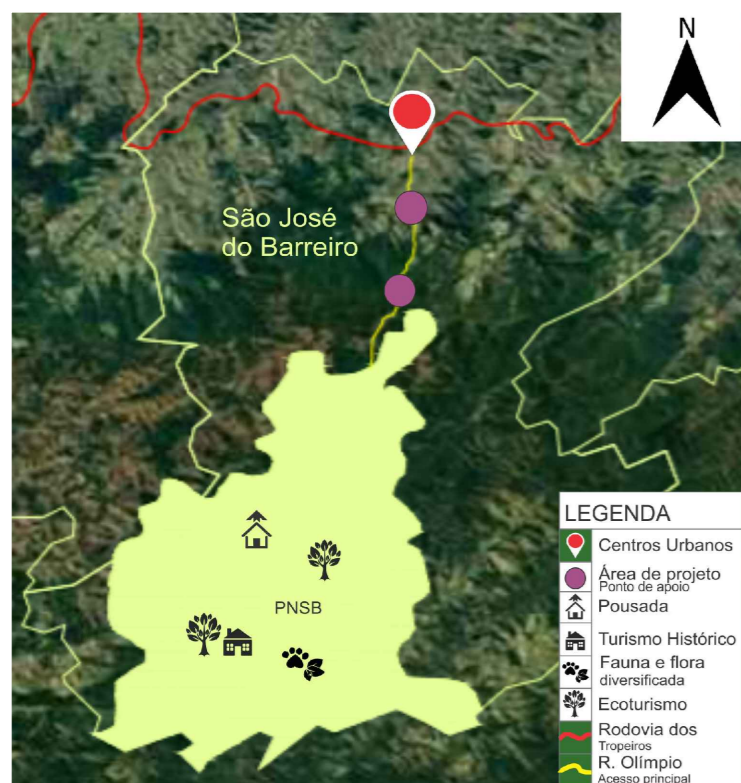 N
São José
do Barreiro
PNSB
LEGENDA
Centros Urbanos
Área de projeto
Ponto de apoio
Pousada
Turismo Histórico
Fauna e flora
diversificada
Ecoturismo
Rodovia dos
Tropeiros
R. Olímpio
Acesso principal